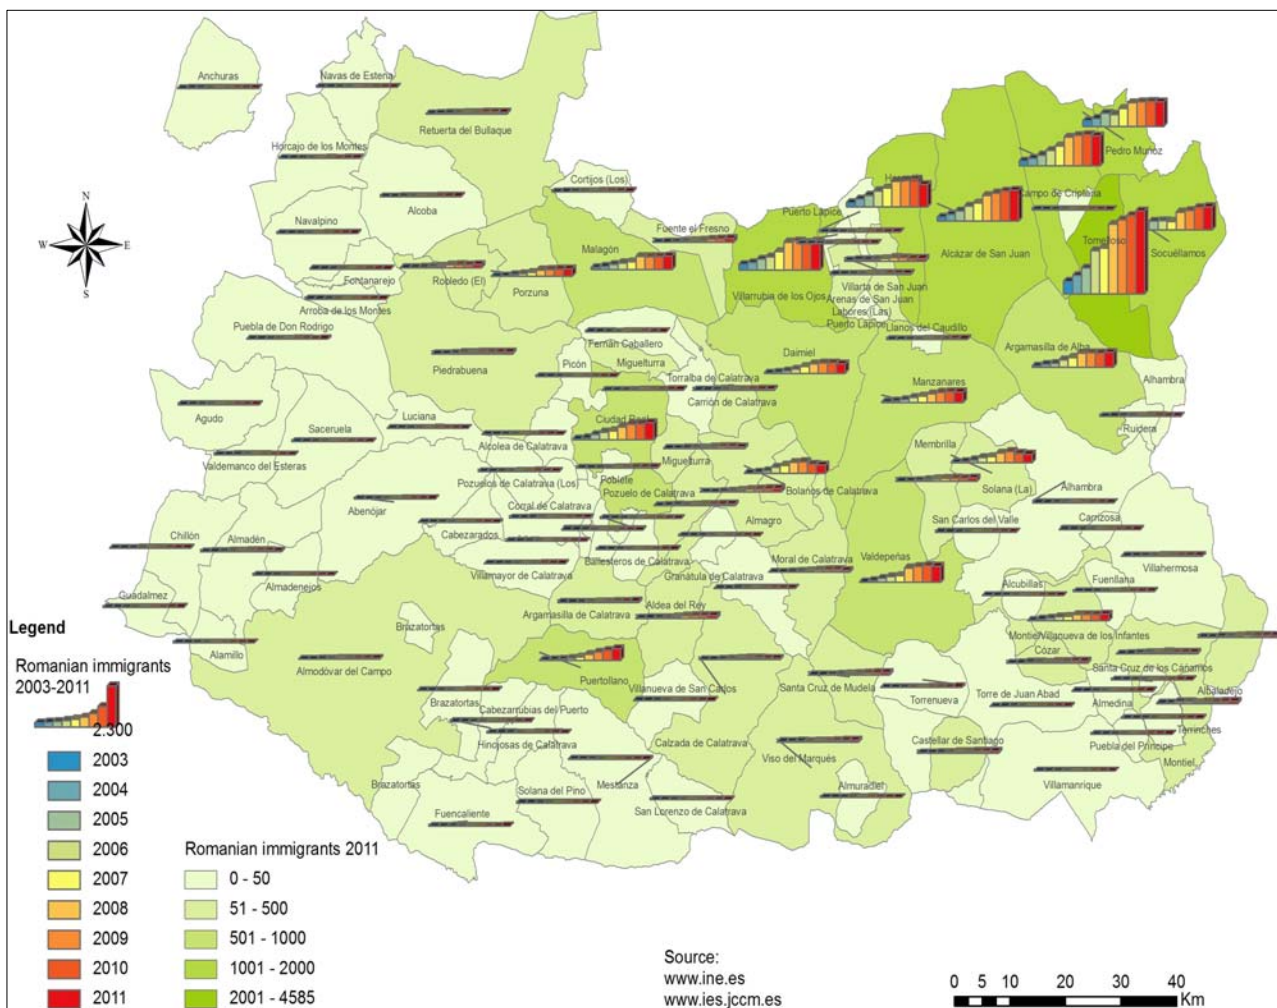 Anchuras
Navas de Estena
Retuerta del Bullaque
Pedro Muñoz
Horcajo de los Montes
Cortijos (Los)
Alcoba
Campo de Criptana
N
Navalpino
Puerto Lápice
Fuente el Fresno
Tomelloso
Socuéllamos
W E
Malagón
Alcázar de San Juan
Fontanarejo
Robledo (El)
Porzuna
Villarrubia de los Ojos
Villarta de San Juan
S
Arenas de San Juan
Arroba de los Montes
Labores (Las)
Puebla de Don Rodrigo
Puerto Lápice
Llanos del Caudillo
Fernán Caballero
Argamasilla de Alba
Daimiel
Piedrabuena
Picón
Miguelturra
Alhambra
Torralba de Calatrava
Manzanares
Carrión de Calatrava
Agudo
Luciana
Ciudad Real
Ruidera
Saceruela
Alcolea de Calatrava
Membrilla
Valdemanco del Esteras
Miguelturra
Poblete
Solana (La)
Pozuelos de Calatrava (Los)
Alhambra
Pozuelo de Calatrava
Bolaños de Calatrava
Abenójar
Corral de Calatrava
Almagro
San Carlos del Valle
Carrizosa
Chillón
Almadén
Cabezarados
Ballesteros de Calatrava
Moral de Calatrava
Valdepeñas
Villahermosa
Villamayor de Calatrava
Granátula de Calatrava
Almadenejos
Alcubillas
Fuenllana
Guadalmez
Argamasilla de Calatrava
Aldea del Rey
Brazatortas
Montiel
Villanueva de los Infantes
Alamillo
Cózar
Almodóvar del Campo
Puertollano
Santa Cruz de los Cáñamos
Villanueva de San Carlos
Santa Cruz de Mudela
Torrenueva
Torre de Juan Abad
Albaladejo
Brazatortas
Almedina
Cabezarrubias del Puerto
Terrinches
Hinojosas de Calatrava
Calzada de Calatrava
Castellar de Santiago
Puebla del Príncipe
Viso del Marqués
Montiel
Brazatortas
Mestanza
Almuradiel
Villamanrique
Solana del Pino
Fuencaliente
San Lorenzo de Calatrava
Legend
Romanian immigrants
2003-2011
2.300
2003
2004
2005
2006
2007
2008
2009
2010
2011
Romanian immigrants 2011
0 - 50
51 - 500
501 - 1000
1001 - 2000
2001 - 4585
Source:
www.ine.es
www.ies.jccm.es
0 5 10 20 30 40
Km